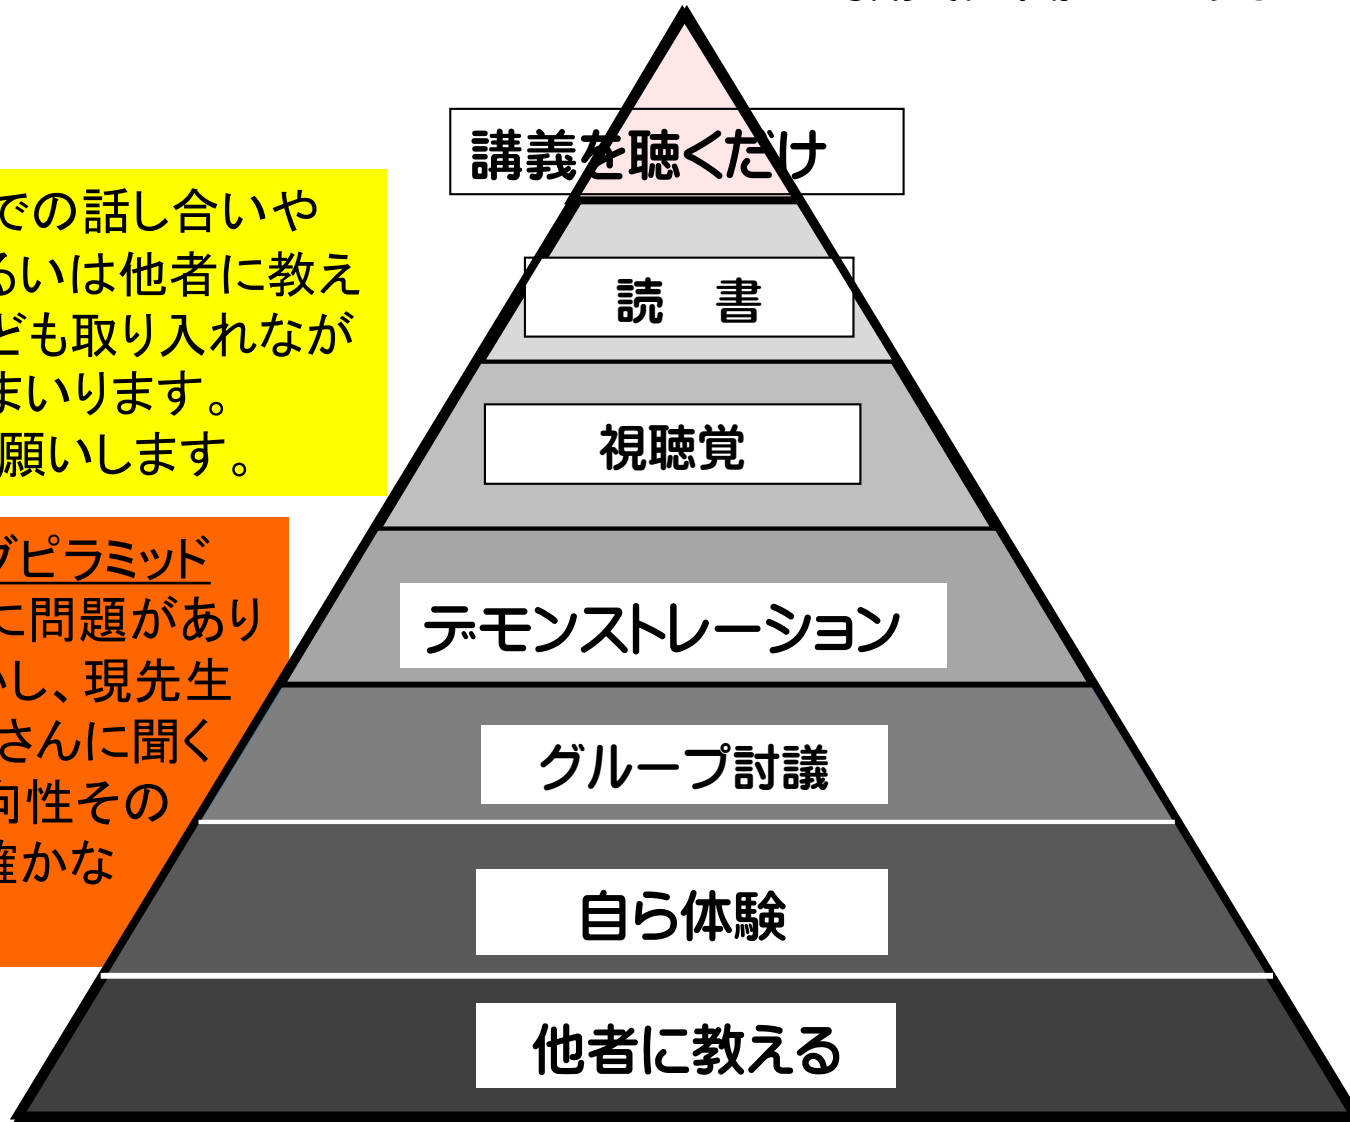 講義を聴くだけ
での話し合いや
るいは他者に教え
ども取り入れなが
まいります。
願いします。
読　書
視聴覚
グピラミッド
に問題があり
かし、現先生
さんに聞く
向性その
確かな
デモンストレーション
グループ討議
自ら体験
他者に教える